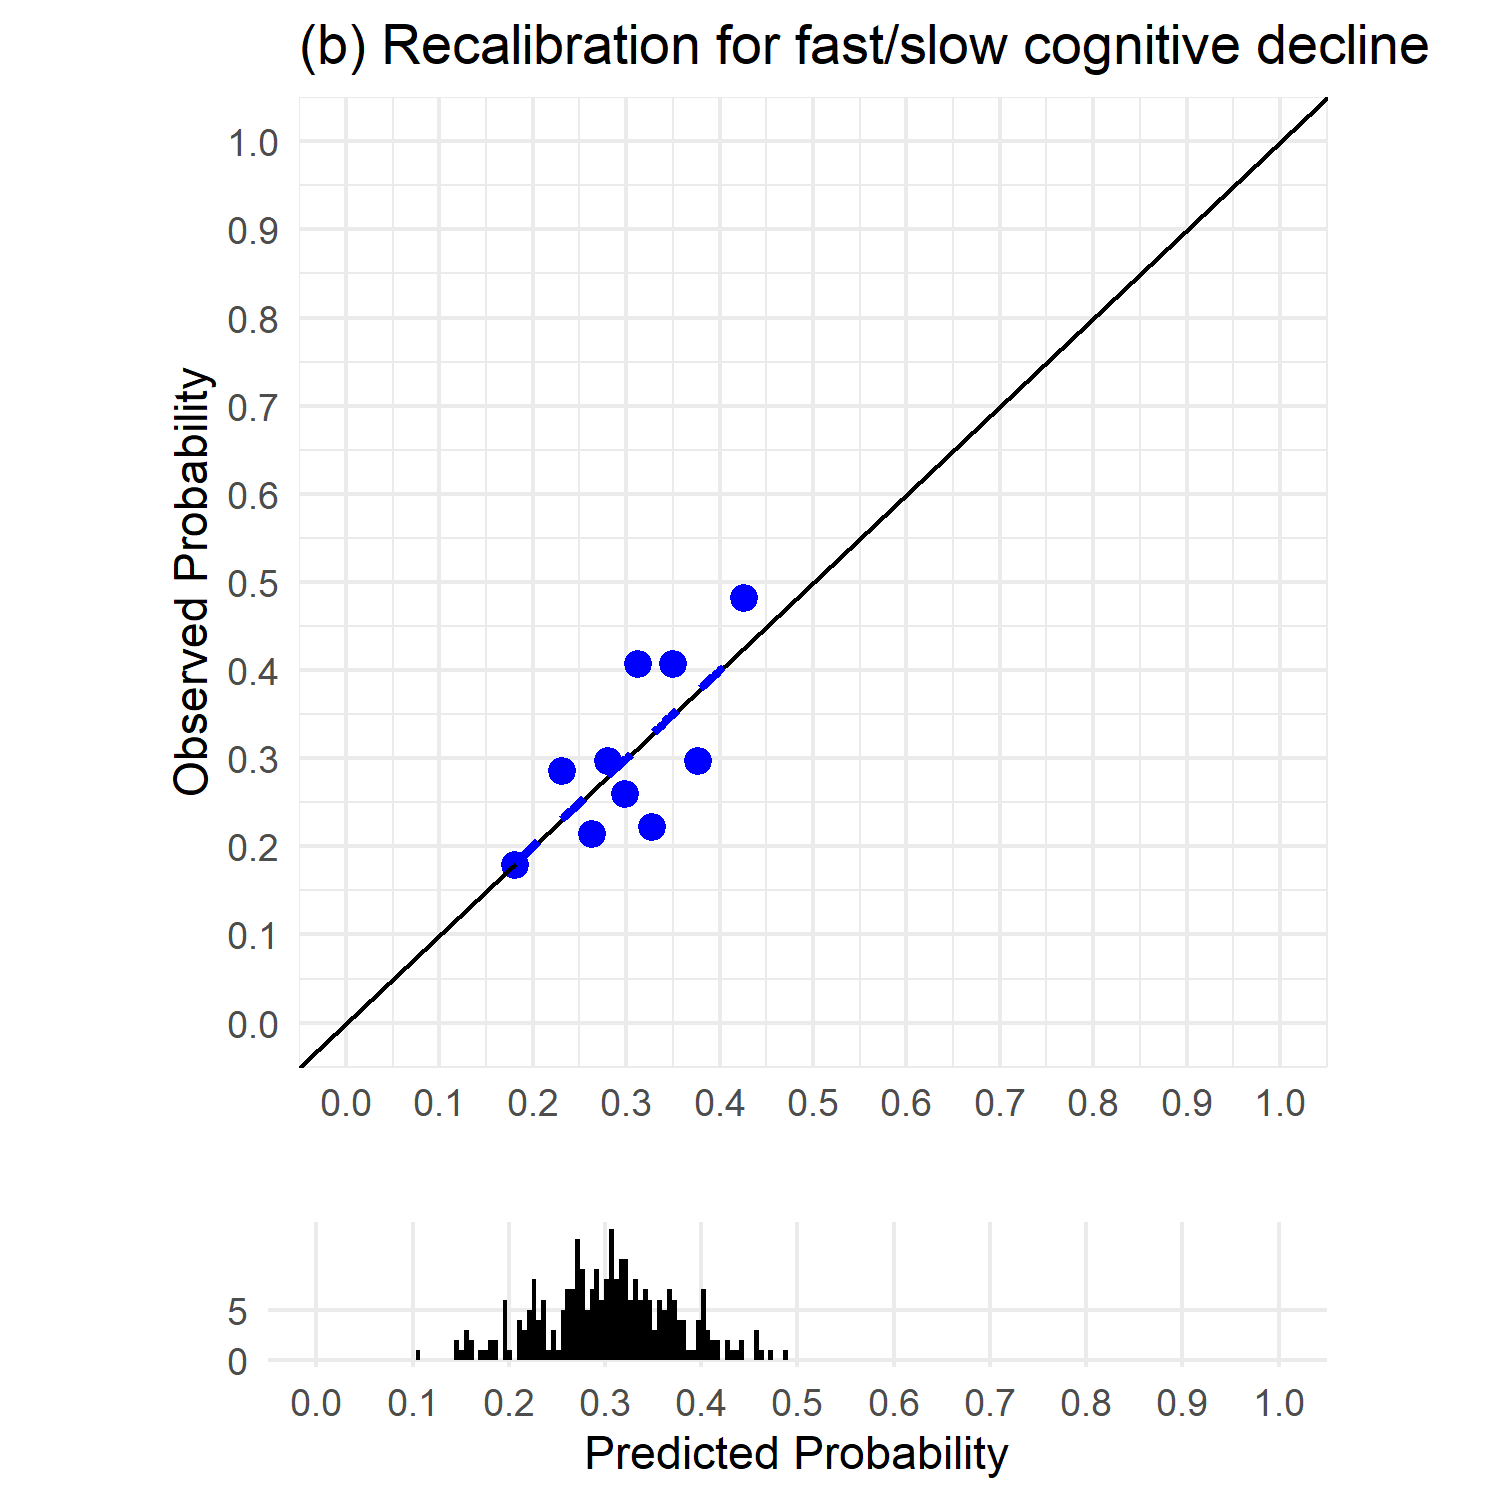 (b) Recalibration for fast/slow cognitive decline
Observed Probability
1.0
0.9
0.8
0.7
0.6
0.5
0.4
0.3
0.2
0.1
0.0
0.0 0.1 0.2 0.3 0.4 0.5 0.6 0.7 0.8 0.9 1.0
5
0
0.0 0.1 0.2 0.3 0.4 0.5 0.6 0.7 0.8 0.9 1.0
Predicted Probability